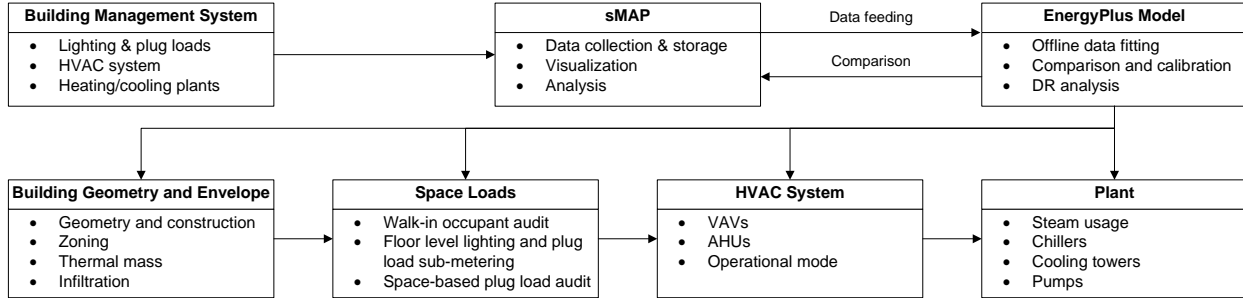 Building Management System
• Lighting & plug loads
• HVAC system
• Heating/cooling plants
sMAP
• Data collection & storage
• Visualization
• Analysis
Data feeding
Comparison
EnergyPlus Model
• Offline data fitting
• Comparison and calibration
• DR analysis
Building Geometry and Envelope
• Geometry and construction
• Zoning
• Thermal mass
• Infiltration
Space Loads
• Walk-in occupant audit
• Floor level lighting and plug
load sub-metering
• Space-based plug load audit
HVAC System
• VAVs
• AHUs
• Operational mode
Plant
• Steam usage
• Chillers
• Cooling towers
• Pumps